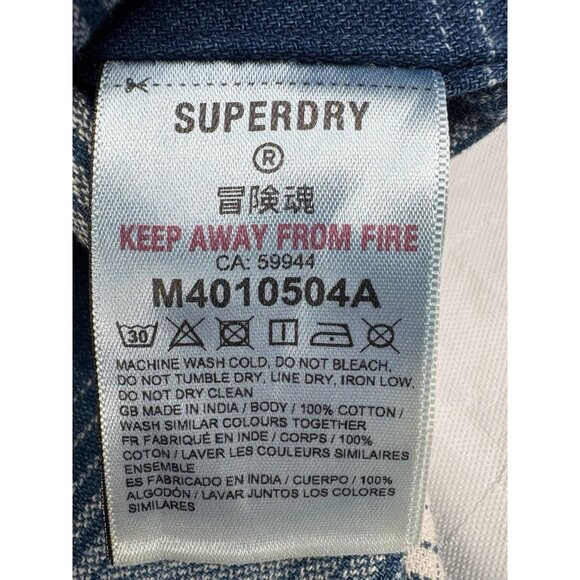 SUPERDRY
®
冒険魂
KEEP AWAY FROM FIRE
CA: 59944
M4010504A
30
MACHINE WASH COLD, DO NOT BLEACH,
DO NOT TUMBLE DRY, LINE DRY, IRON LOW,
DO NOT DRY CLEAN
GB MADE IN INDIA / BODY / 100% COTTON /
WASH SIMILAR COLOURS TOGETHER
FR FABRIQUÉ EN INDE / CORPS / 100%
COTON / LAVER LES COULEURS SIMILAIRES
ENSEMBLE
ES FABRICADO EN INDIA / CUERPO / 100%
ALGODÓN / LAVAR JUNTOS LOS COLORES
SIMILARES